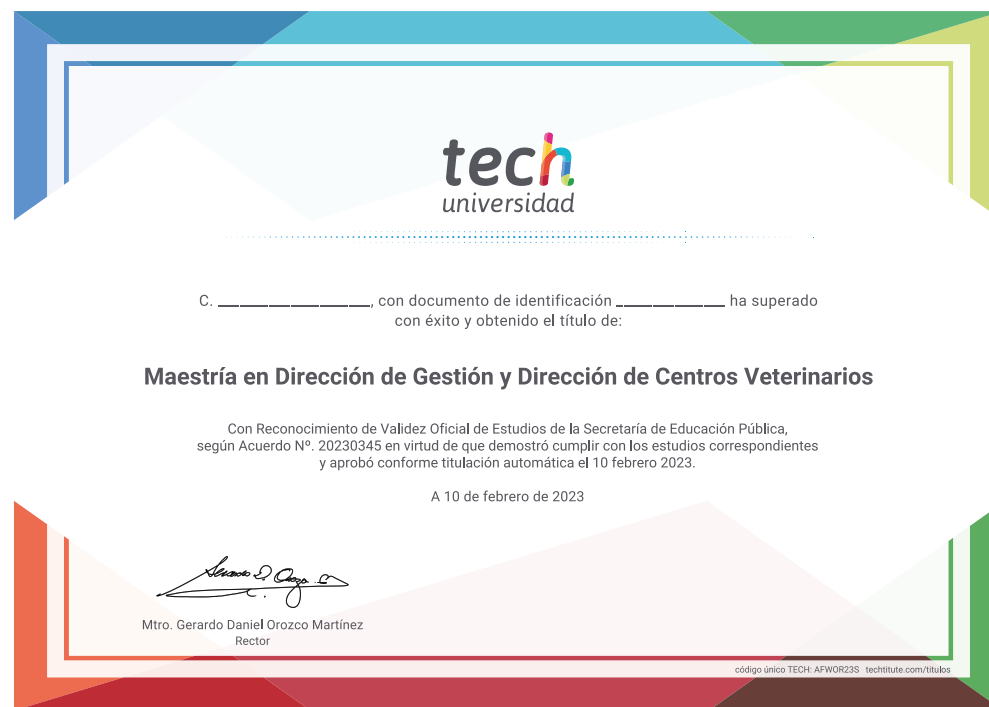 tech
universidad
C. __________________, con documento de identificación _____________ ha superado
con éxito y obtenido el título de:
Maestría en Dirección de Gestión y Dirección de Centros Veterinarios
Con Reconocimiento de Validez Oficial de Estudios de la Secretaría de Educación Pública,
según Acuerdo Nº. 20230345 en virtud de que demostró cumplir con los estudios correspondientes
y aprobó conforme titulación automática el 10 febrero 2023.
A 10 de febrero de 2023
Mtro. Gerardo Daniel Orozco Martínez
Rector
código único TECH: AFWOR23S techtitute.com/titulos